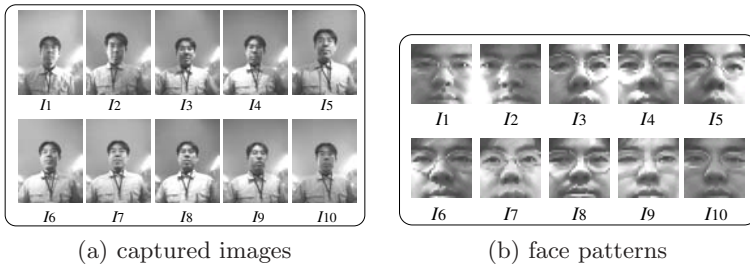 I1 I2 I3 I4 I5
I6 I7 I8 I9 I10
(a) captured images
I1 I2 I3 I4 I5
I6 I7 I8 I9 I10
(b) face patterns